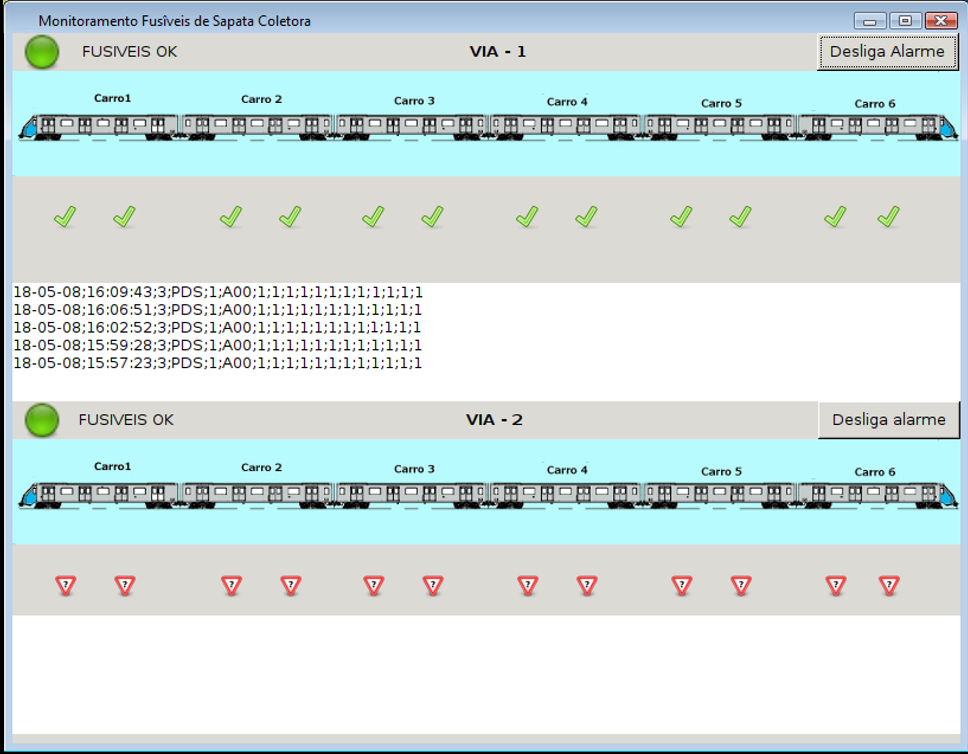 Monitoramento Fusíveis de Sapata Coletora
FUSIVEIS OK VIA - 1 Desliga Alarme
Carro1 Carro 2 Carro 3 Carro 4 Carro 5 Carro 6
18-05-08;16:09:43;3;PDS;1;A00;1;1;1;1;1;1;1;1;1;1;1;1
18-05-08;16:06:51;3;PDS;1;A00;1;1;1;1;1;1;1;1;1;1;1;1
18-05-08;16:02:52;3;PDS;1;A00;1;1;1;1;1;1;1;1;1;1;1;1
18-05-08;15:59:28;3;PDS;1;A00;1;1;1;1;1;1;1;1;1;1;1;1
18-05-08;15:57:23;3;PDS;1;A00;1;1;1;1;1;1;1;1;1;1;1;1
FUSIVEIS OK VIA - 2 Desliga alarme
Carro1 Carro 2 Carro 3 Carro 4 Carro 5 Carro 6
? ? ? ? ? ? ? ? ? ? ? ?